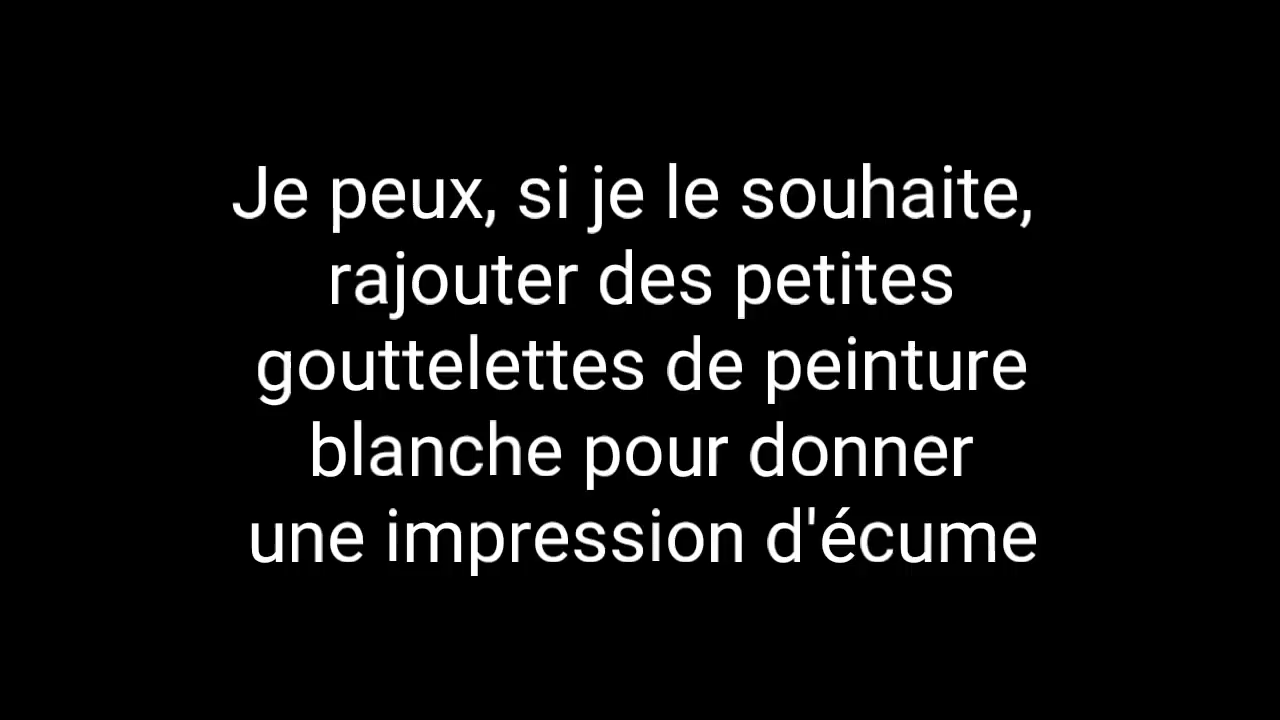 Je peux, si je le souhaite,
rajouter des petites
gouttelettes de peinture
blanche pour donner
une impression d'écume